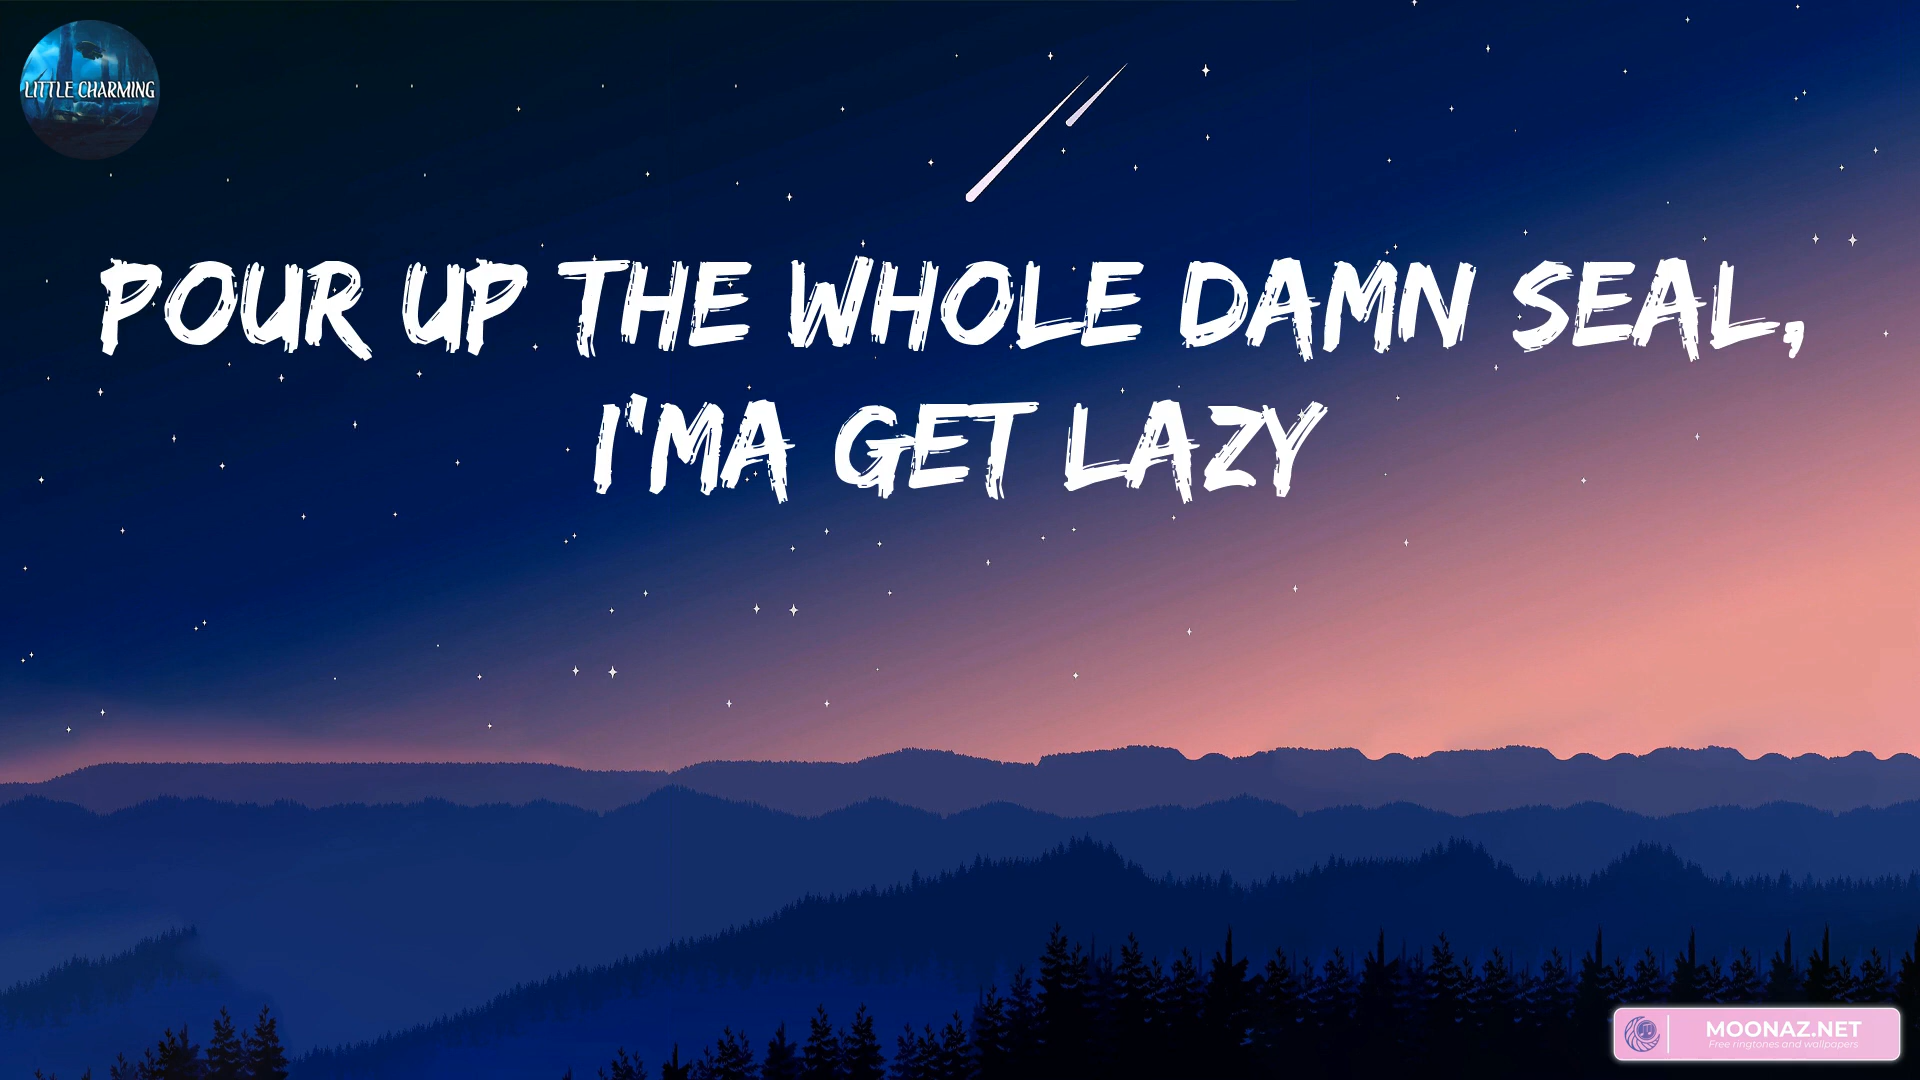 LITTLE CHARMING
POUR UP THE WHOLE DAMN SEAL,
I'MA GET LAZY
MOONAZ.NET
Free ringtones and wallpapers